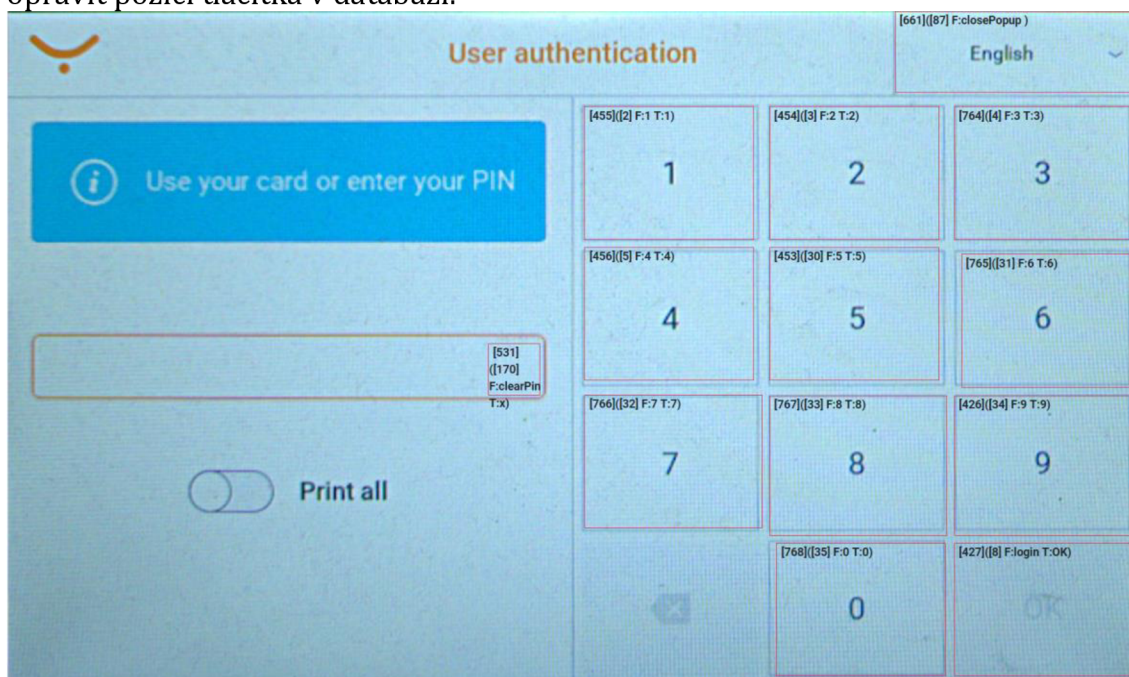 opravit pozici tlačítka v databázi.
[661]([87] F:closePopup )
User authentication
English
[455]([2] F:1 T:1)
[454]([3] F:2 T:2)
[764]([4] F:3 T:3)
1
2
3
i
Use your card or enter your PIN
[456]([5] F:4 T:4)
[453]([30] F:5 T:5)
[765]([31] F:6 T:6)
4
5
6
[531]
([170]
F:clearPin
T:x)
[766]([32] F:7 T:7)
[767]([33] F:8 T:8)
[426]([34] F:9 T:9)
7
8
9
Print all
[768]([35] F:0 T:0)
[427]([8] F:login T:OK)
0
OK